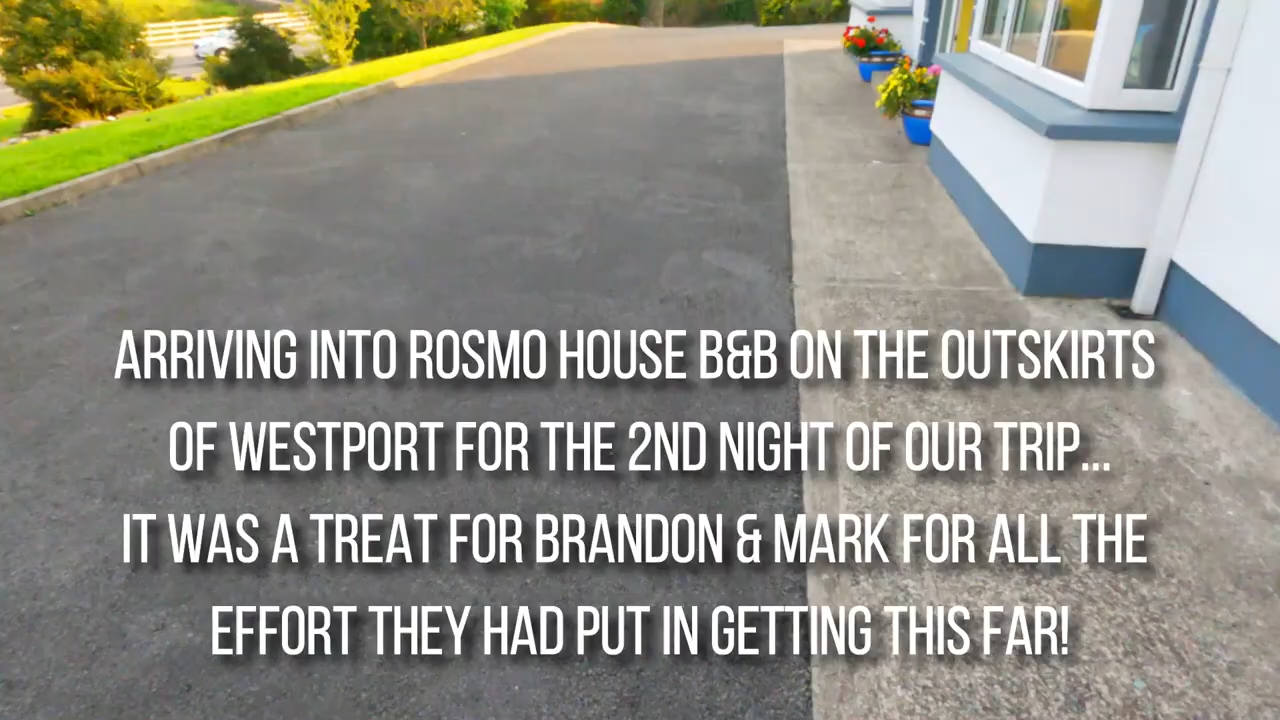 ARRIVING INTO ROSMO HOUSE B&B ON THE OUTSKIRTS
OF WESTPORT FOR THE 2ND NIGHT OF OUR TRIP...
IT WAS A TREAT FOR BRANDON & MARK FOR ALL THE
EFFORT THEY HAD PUT IN GETTING THIS FAR!